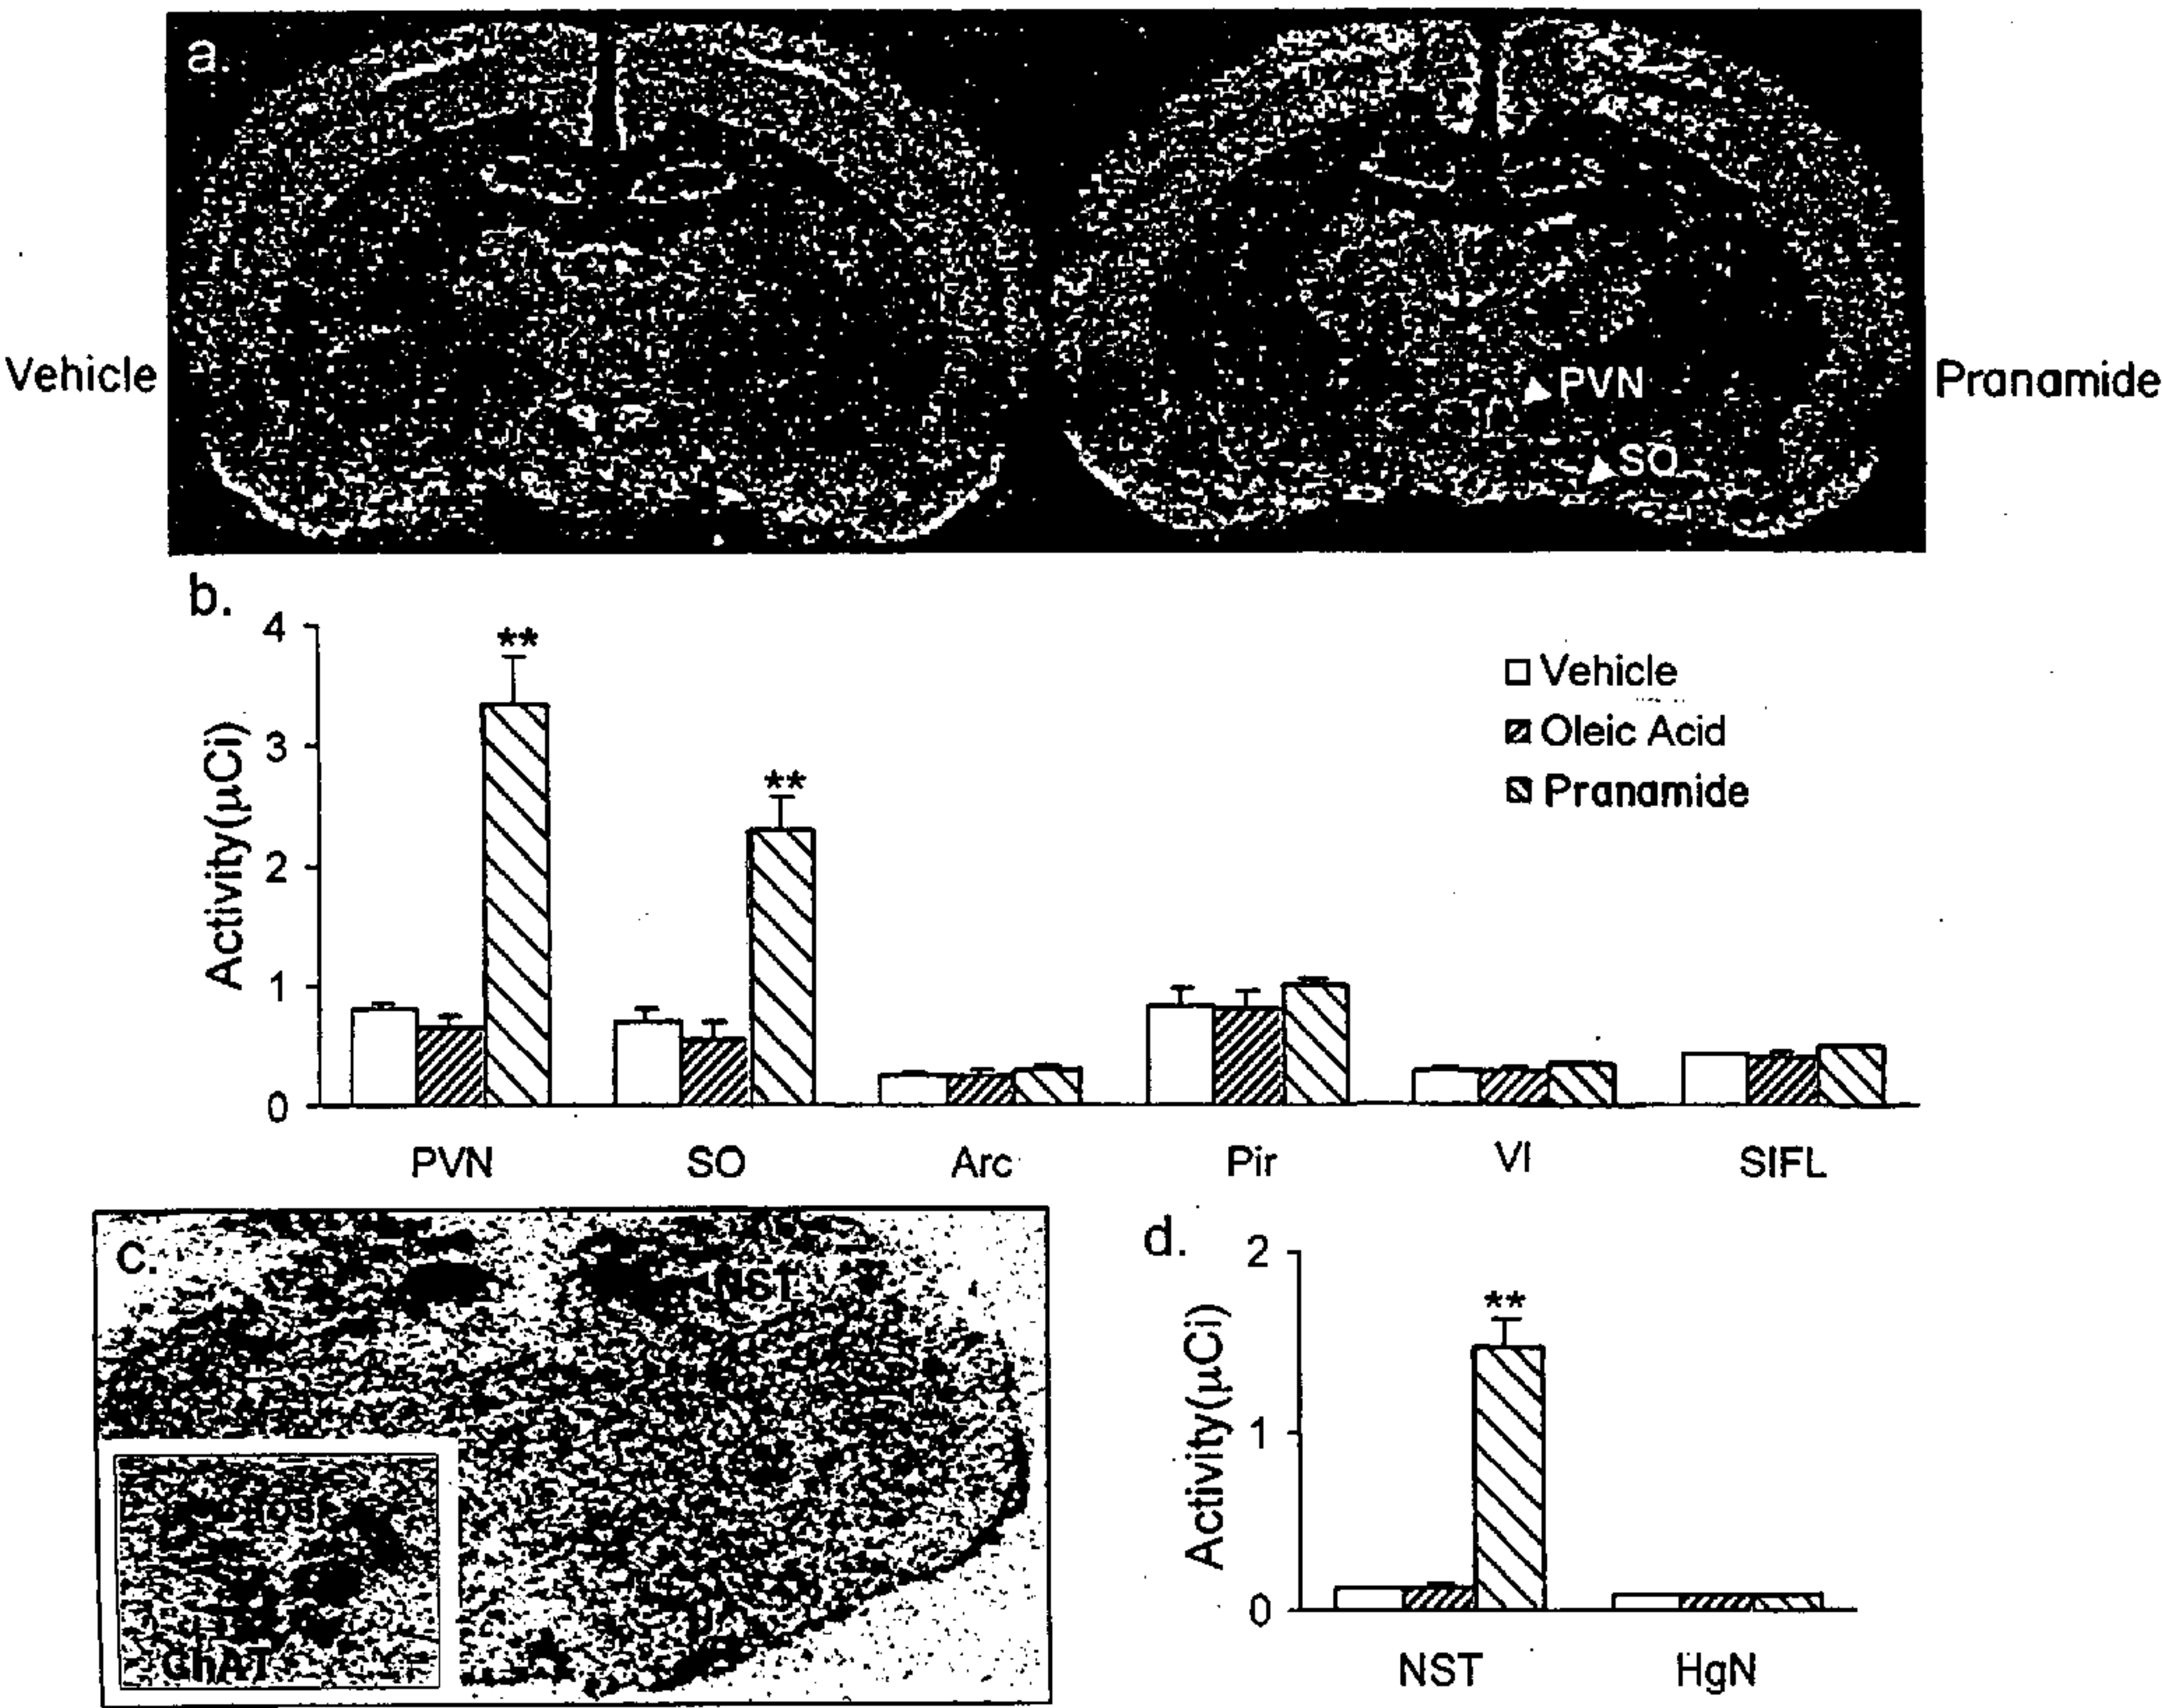 a.
Vehicle
PVN
SO
Pranamide
b.
4
3
2
1
0
Activity(µCi)
**
**
Vehicle
Oleic Acid
Pranamide
PVN
SO
Arc
Pir
VI
SIFL
c.
NST
ChAT
d.
2
1
0
Activity(µCi)
**
NST
HgN